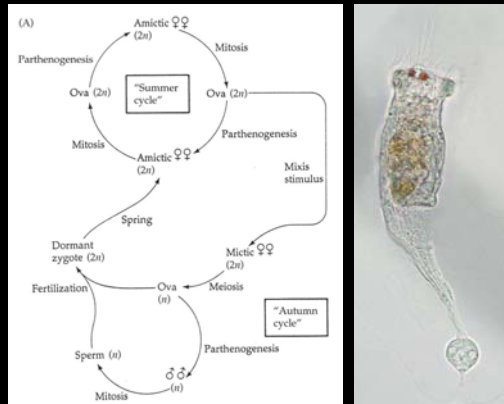 (A)
Amictic ♀♀
(2n)
Mitosis
Parthenogenesis
Ova (2n)
"Summer
cycle"
Ova (2n)
Mitosis
Parthenogenesis
Amictic ♀♀
(2n)
Mixis
stimulus
Spring
Dormant
zygote (2n)
Mictic ♀♀
(2n)
Fertilization
Ova
(n)
Meiosis
"Autumn
cycle"
Sperm (n)
Parthenogenesis
♂♂
(n)
Mitosis